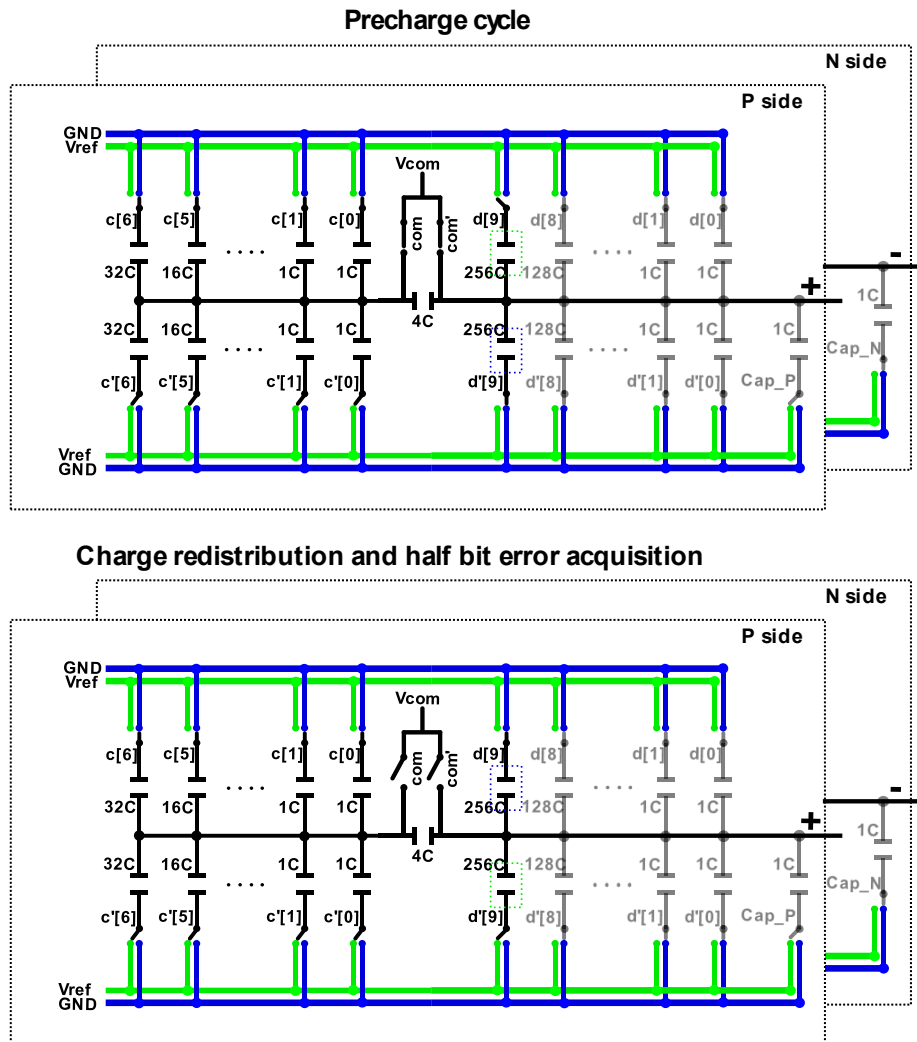 Precharge cycle
N side
P side
GND
Vref
Vcom
c[6] c[5] c[1] c[0] com com' d[9] d[8] d[1] d[0]
32C 16C 1C 1C 256C 128C 1C 1C
+ -
4C
1C
32C 16C 1C 1C 256C 128C 1C 1C 1C
Cap_N
c'[6] c'[5] c'[1] c'[0] d'[9] d'[8] d'[1] d'[0] Cap_P
Vref
GND
Charge redistribution and half bit error acquisition
N side
P side
GND
Vref
Vcom
c[6] c[5] c[1] c[0] com com' d[9] d[8] d[1] d[0]
32C 16C 1C 1C 256C 128C 1C 1C
+ -
4C
1C
32C 16C 1C 1C 256C 128C 1C 1C 1C
Cap_N
c'[6] c'[5] c'[1] c'[0] d'[9] d'[8] d'[1] d'[0] Cap_P
Vref
GND